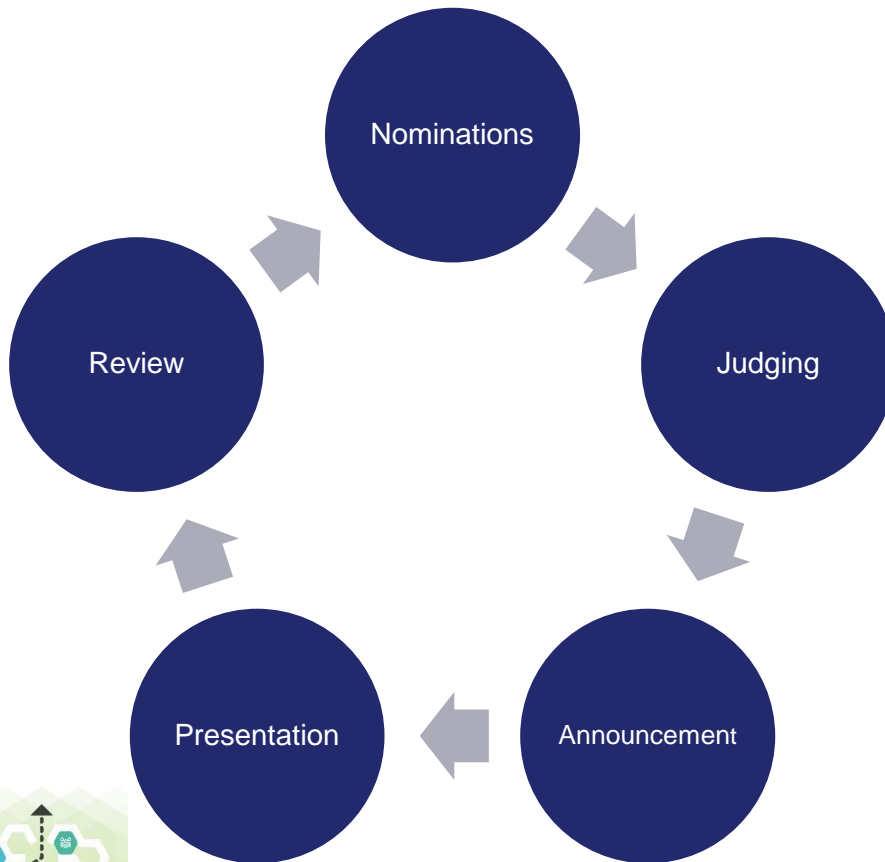 Nominations
Judging
Announcement
Presentation
Review